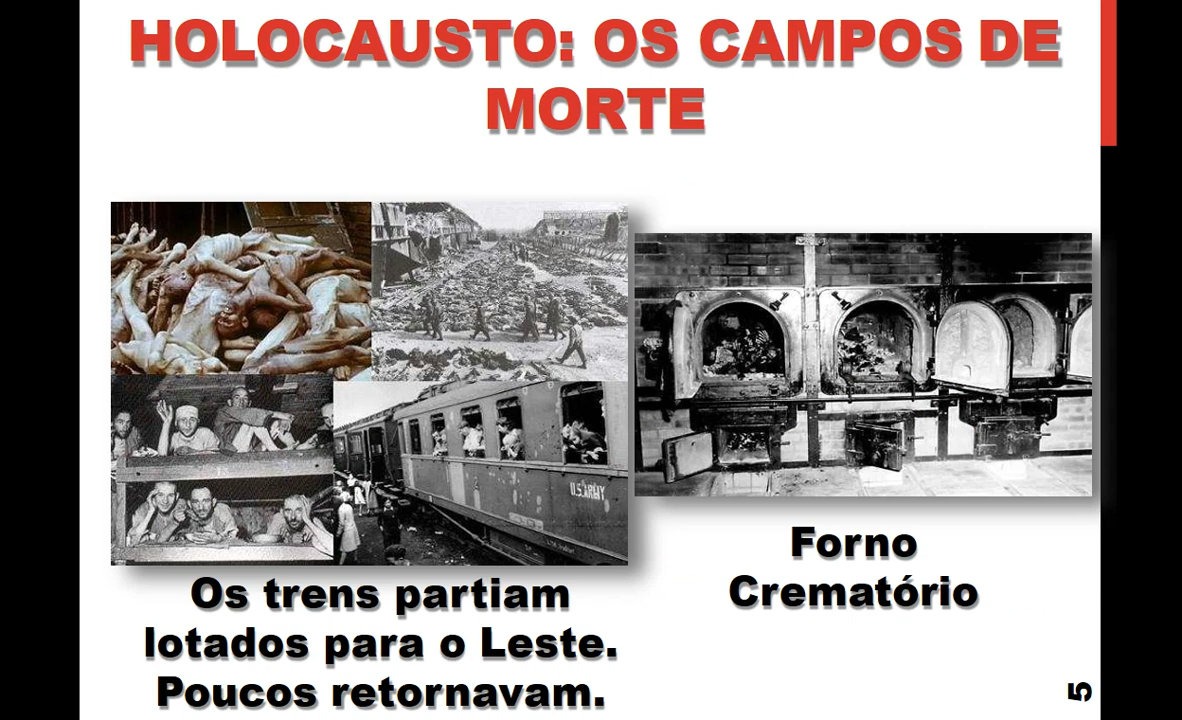 HOLOCAUSTO: OS CAMPOS DE
MORTE
U.S. ARMY
Os trens partiam
lotados para o Leste.
Poucos retornavam.
Forno
Crematório
5